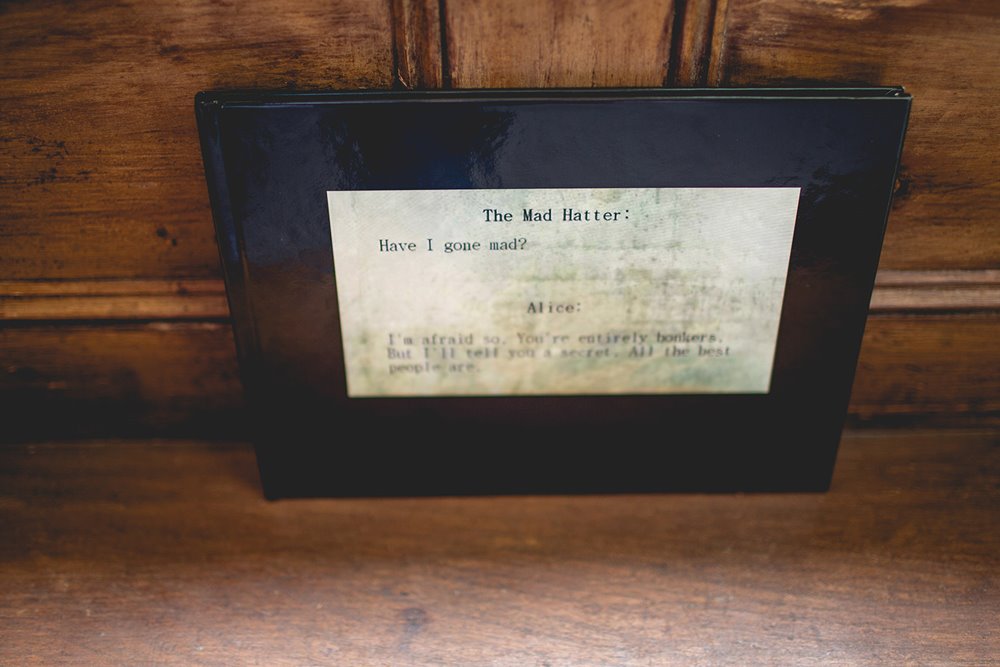 The Mad Hatter:
Have I gone mad?
Alice:
I'm afraid so. You're entirely bonkers.
But I'll tell you a secret. All the best
people are.